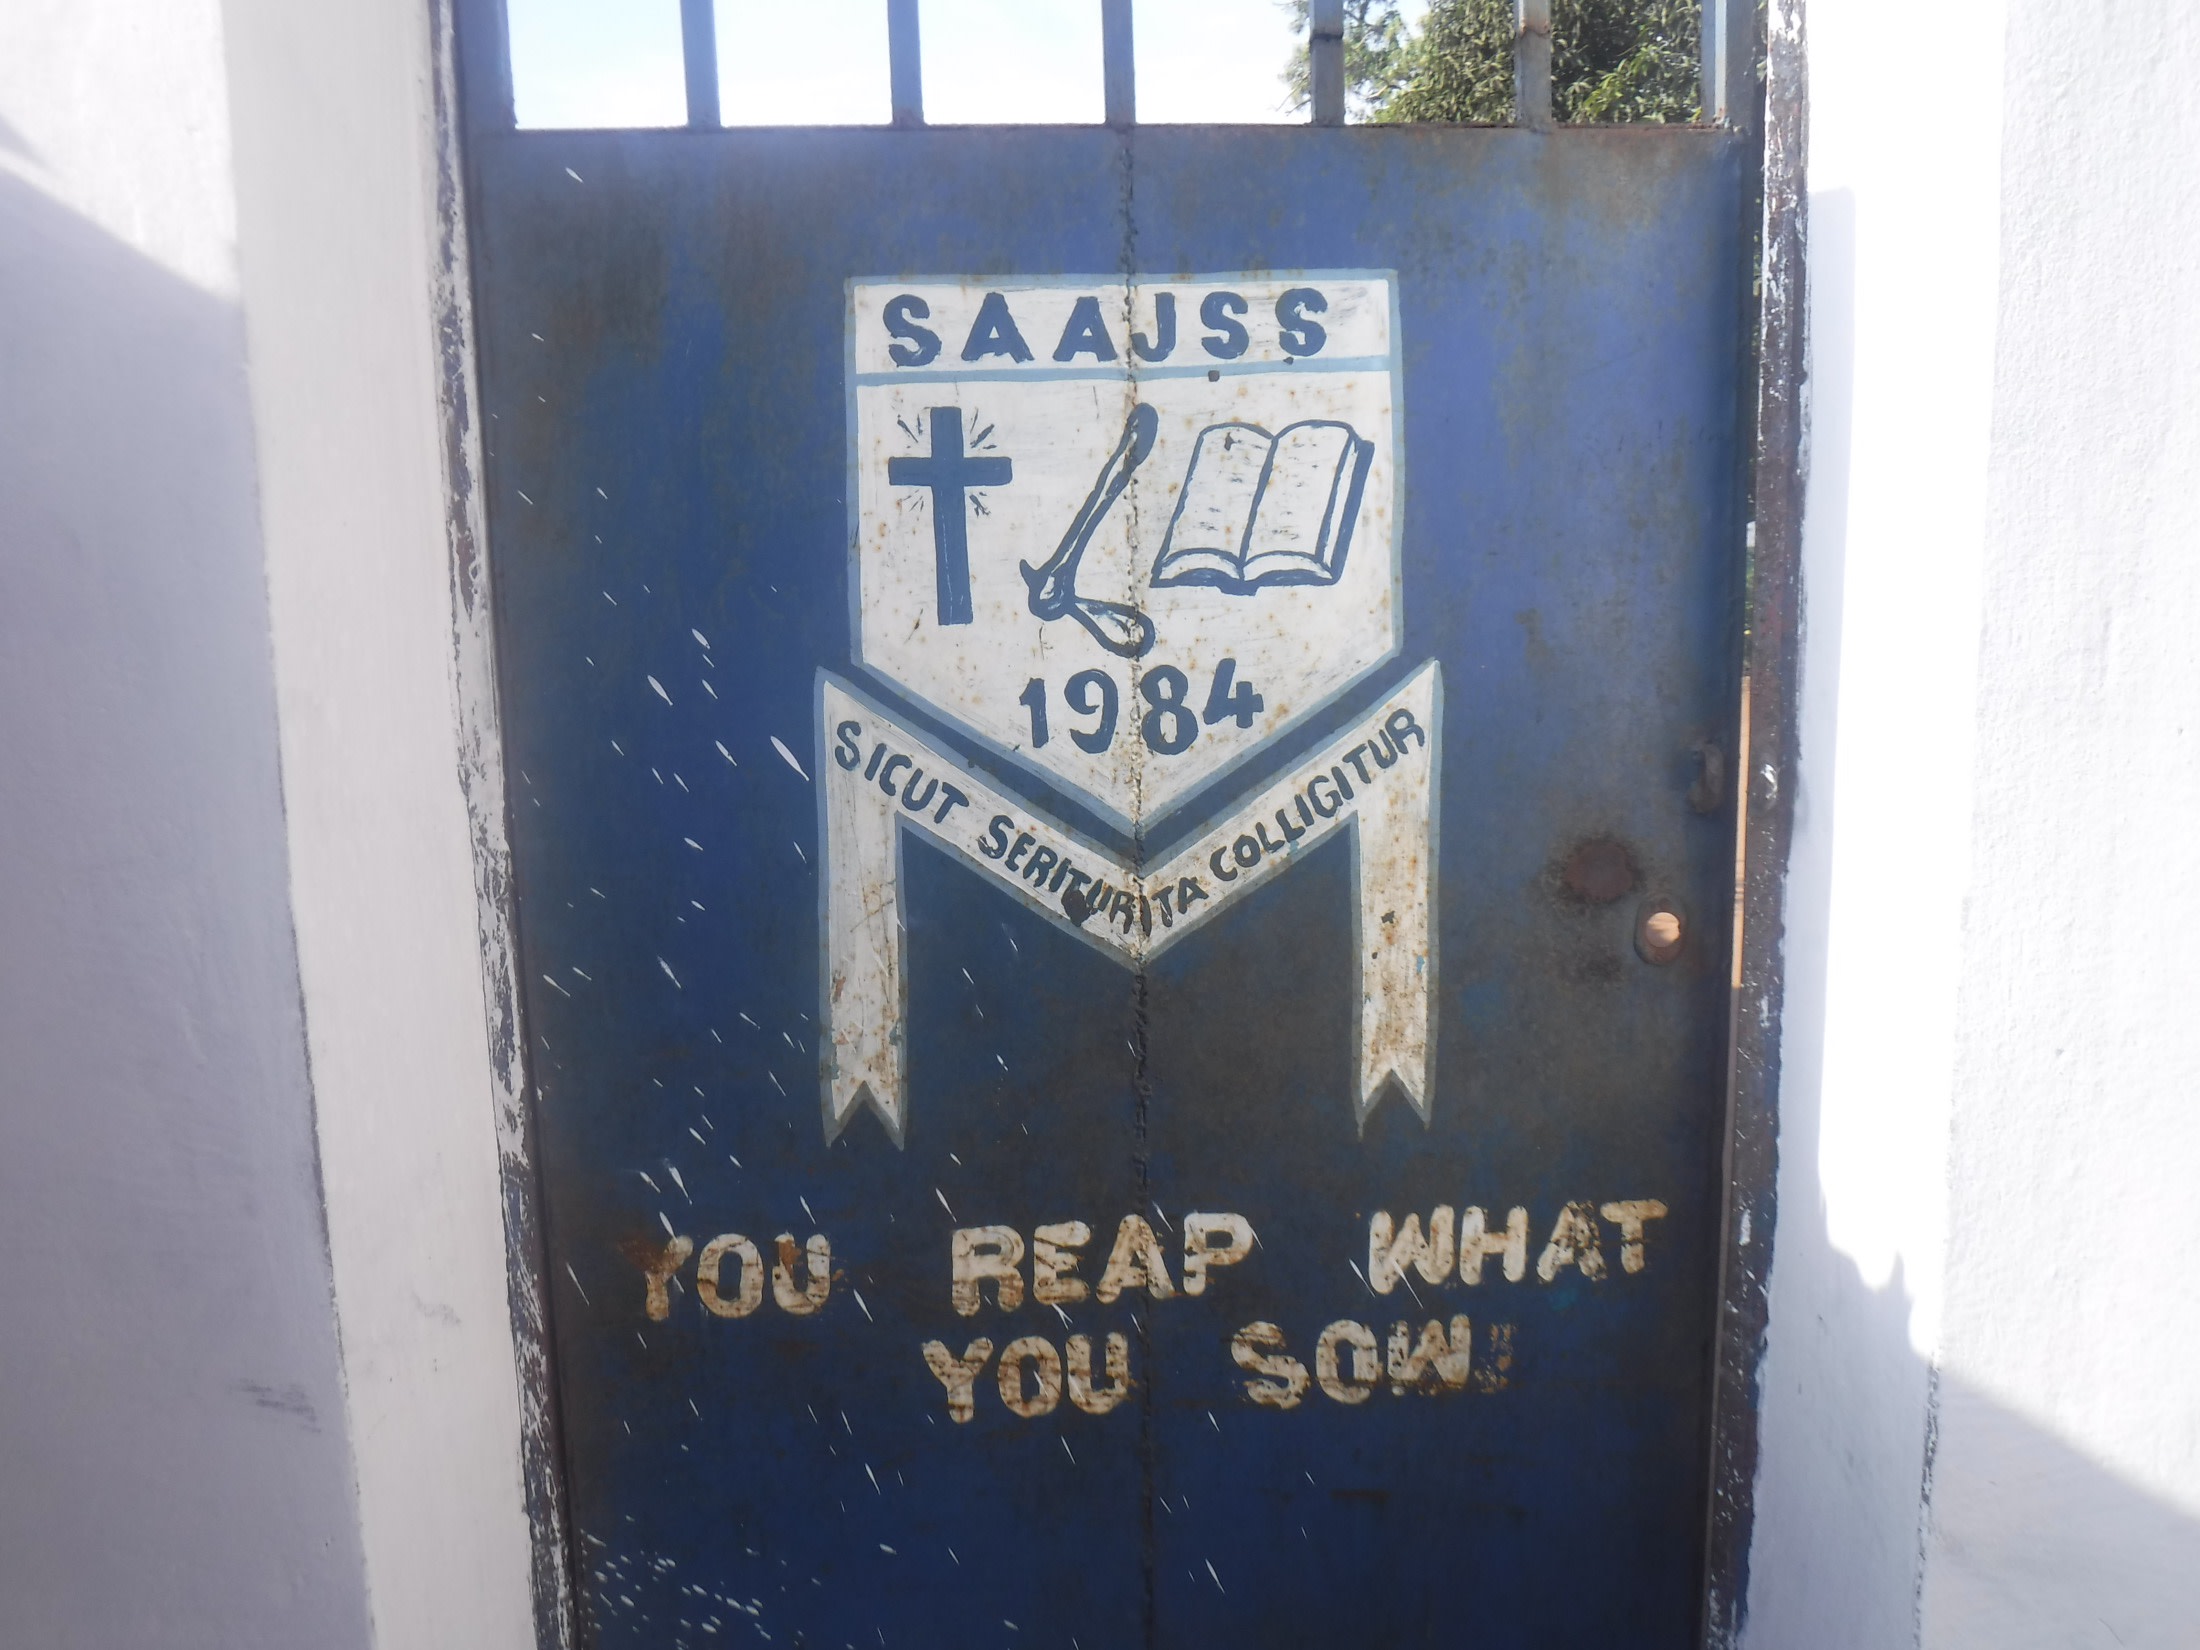 SAAJSS
1984
SICUT SERITUR ITA COLLIGITUR
YOU REAP WHAT
YOU SOW